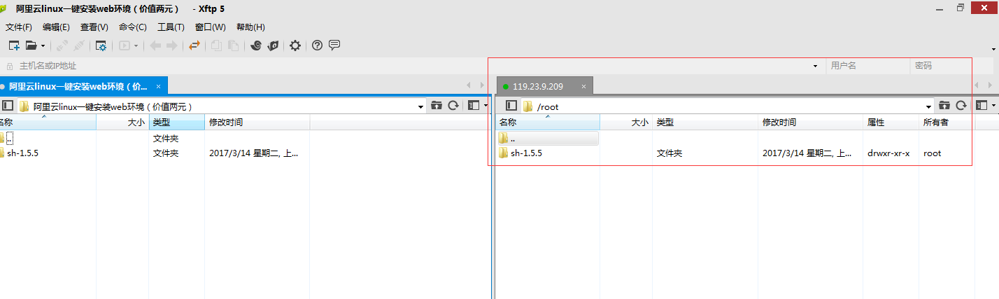 阿里云linux一键安装web环境（价值两元） - Xftp 5
文件(F) 编辑(E) 查看(V) 命令(C) 工具(T) 窗口(W) 帮助(H)
主机名或IP地址 用户名 密码
阿里云linux一键安装web环境（价... × 119.23.9.209 ×
阿里云linux一键安装web环境（价值两元） /root
名称 大小 类型 修改时间 名称 大小 类型 修改时间 属性 所有者
.. 文件夹 ..
sh-1.5.5 文件夹 2017/3/14 星期二, 上... sh-1.5.5 文件夹 2017/3/14 星期二, 上... drwxr-xr-x root